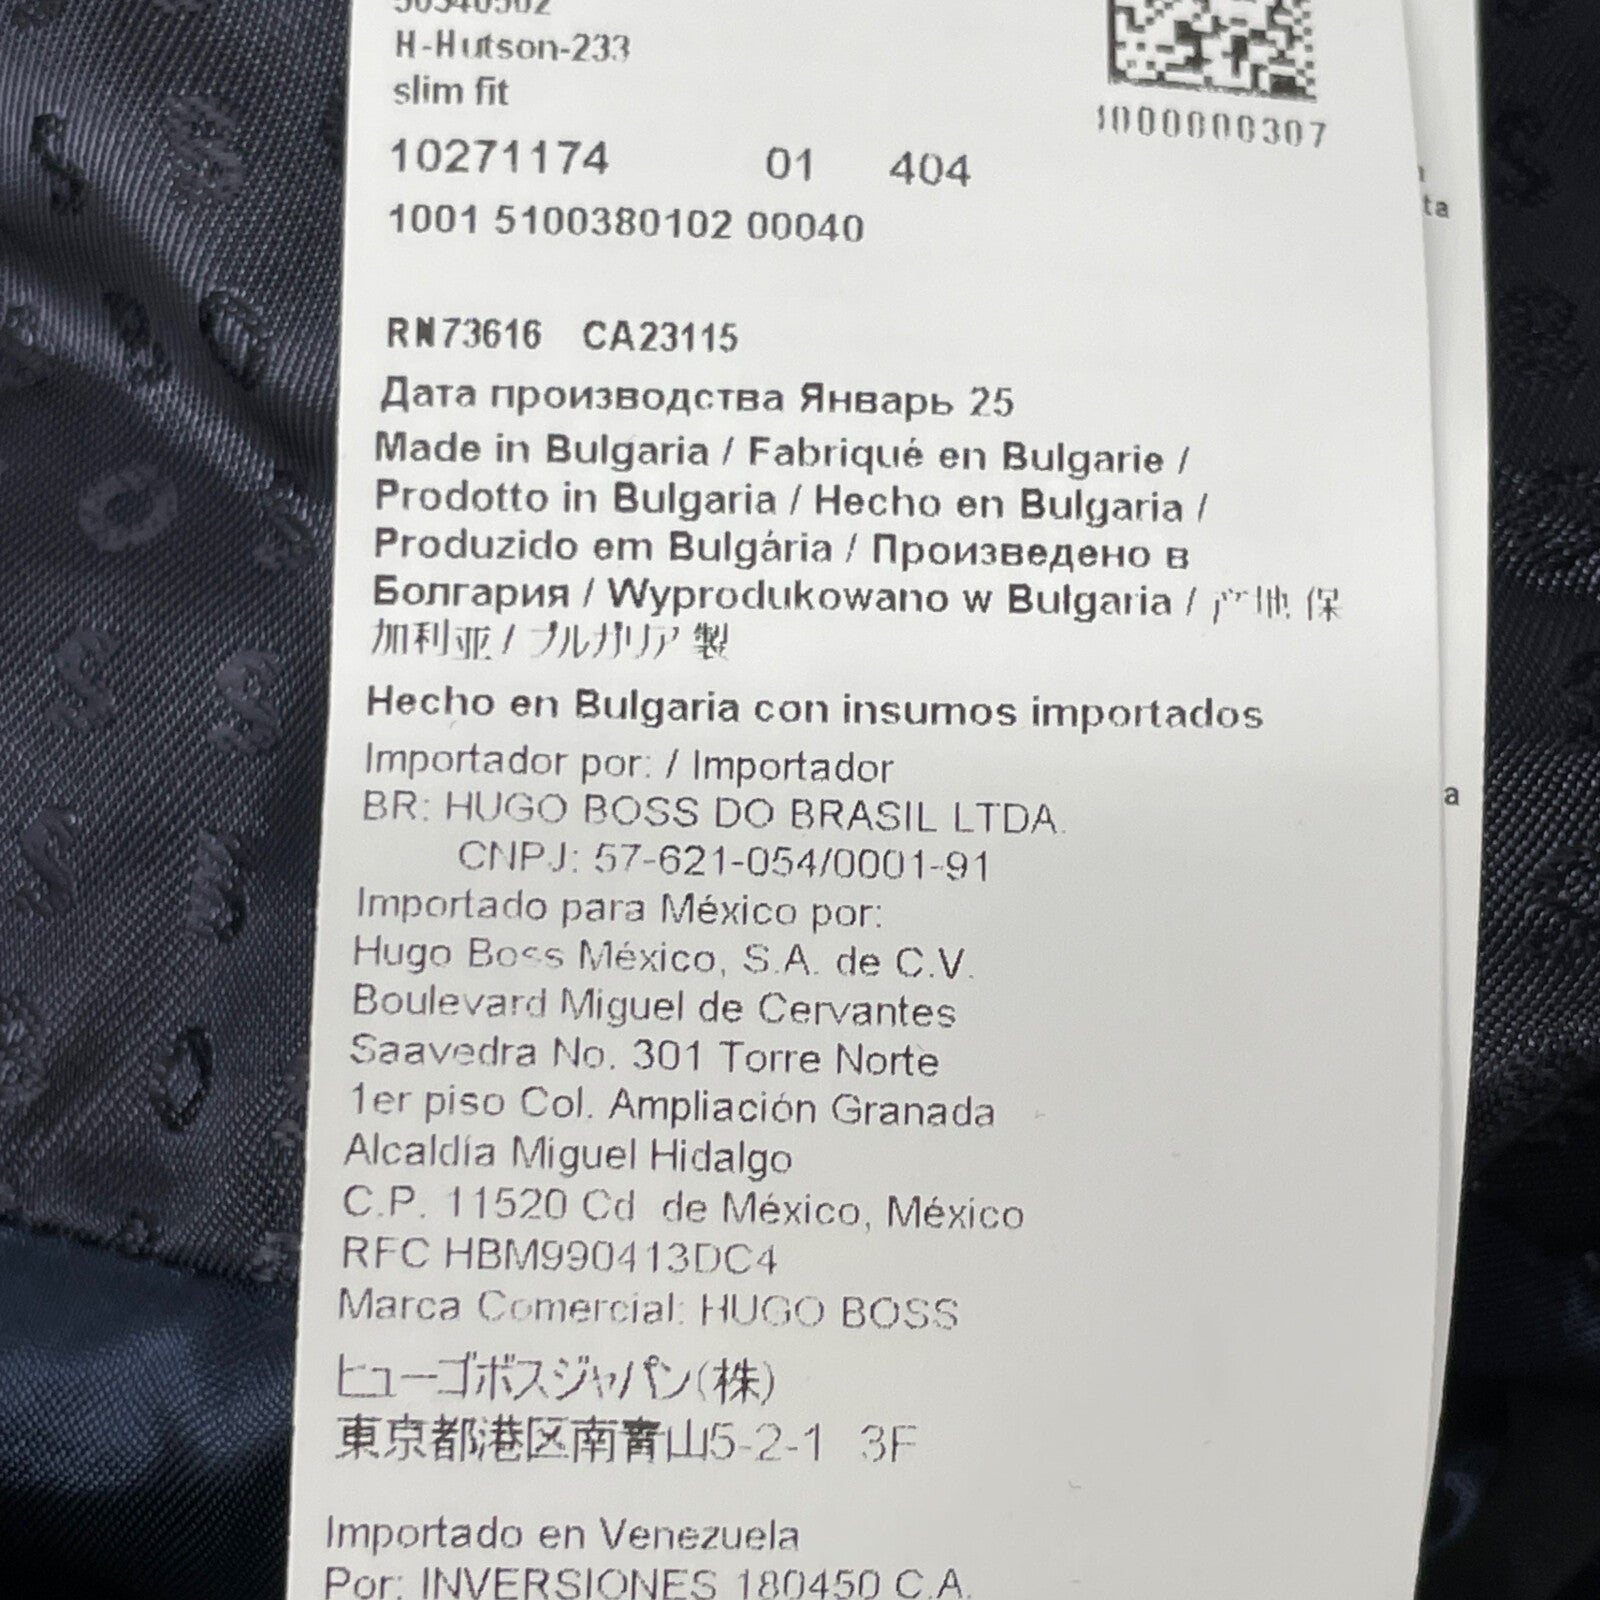 50540502
H-Hutson-233
slim fit
1000000307
10271174 01 404
1001 5100380102 00040
RN73616 CA23115
Дата производства Январь 25
Made in Bulgaria / Fabriqué en Bulgarie /
Prodotto in Bulgaria / Hecho en Bulgaria /
Produzido em Bulgária / Произведено в
Болгария / Wyprodukowano w Bulgaria / 产地 保
加利亚 / ブルガリア 製
Hecho en Bulgaria con insumos importados
Importador por: / Importador
BR: HUGO BOSS DO BRASIL LTDA.
CNPJ: 57-621-054/0001-91
Importado para México por:
Hugo Boss México, S.A. de C.V.
Boulevard Miguel de Cervantes
Saavedra No. 301 Torre Norte
1er piso Col. Ampliación Granada
Alcaldía Miguel Hidalgo
C.P. 11520 Cd de México, México
RFC HBM990413DC4
Marca Comercial: HUGO BOSS
ヒューゴボスジャパン(株)
東京都港区南青山5-2-1 3F
Importado en Venezuela
Por: INVERSIONES 180450 C.A.
ta
a